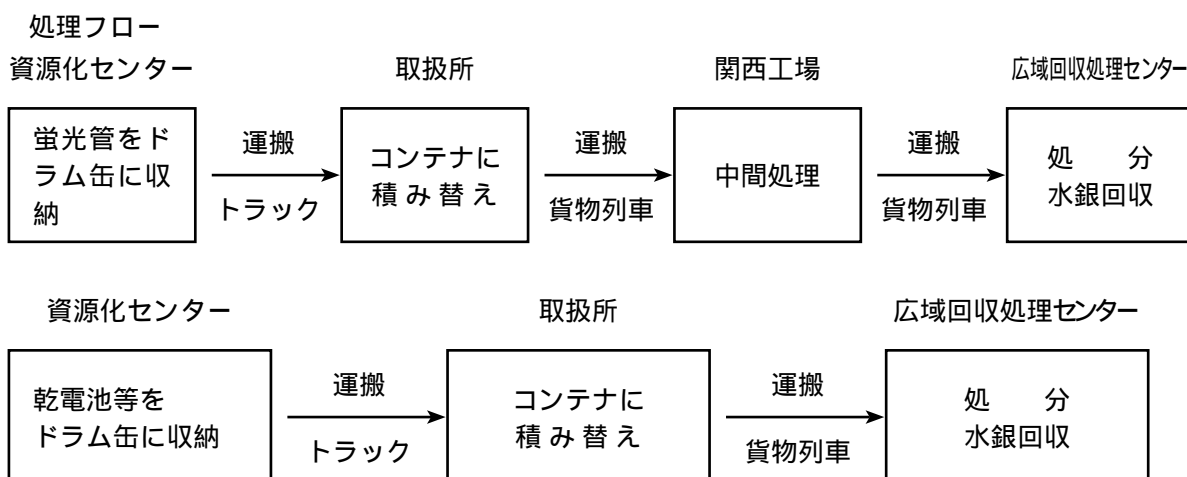 処理フロー
資源化センター
取扱所
関西工場
広域回収処理センター
蛍光管をド
ラム缶に収
納
運搬
トラック
コンテナに
積み替え
運搬
貨物列車
中間処理
運搬
貨物列車
処 分
水銀回収
資源化センター
取扱所
広域回収処理センター
乾電池等を
ドラム缶に収納
運搬
トラック
コンテナに
積み替え
運搬
貨物列車
処 分
水銀回収